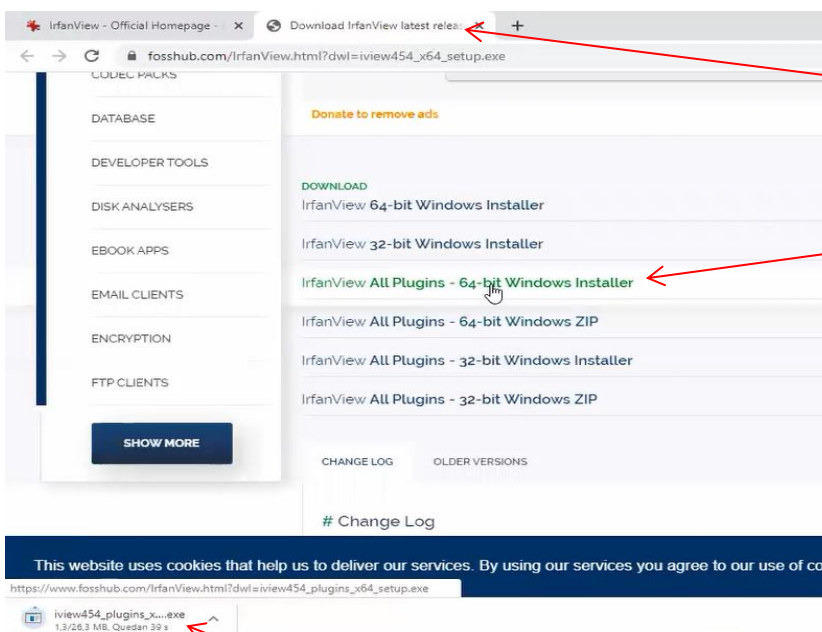 IrfanView - Official Homepage -
Download IrfanView latest releas
fosshub.com/IrfanView.html?dwl=iview454_x64_setup.exe
CODEC PACKS
DATABASE
DEVELOPER TOOLS
DISK ANALYSERS
EBOOK APPS
EMAIL CLIENTS
ENCRYPTION
FTP CLIENTS
SHOW MORE
Donate to remove ads
DOWNLOAD
IrfanView 64-bit Windows Installer
IrfanView 32-bit Windows Installer
IrfanView All Plugins - 64-bit Windows Installer
IrfanView All Plugins - 64-bit Windows ZIP
IrfanView All Plugins - 32-bit Windows Installer
IrfanView All Plugins - 32-bit Windows ZIP
CHANGE LOG
OLDER VERSIONS
# Change Log
This website uses cookies that help us to deliver our services. By using our services you agree to our use of co
https://www.fosshub.com/IrfanView.html?dwl=iview454_plugins_x64_setup.exe
iview454_plugins_x....exe
1,3/26,3 MB, Quedan 39 s